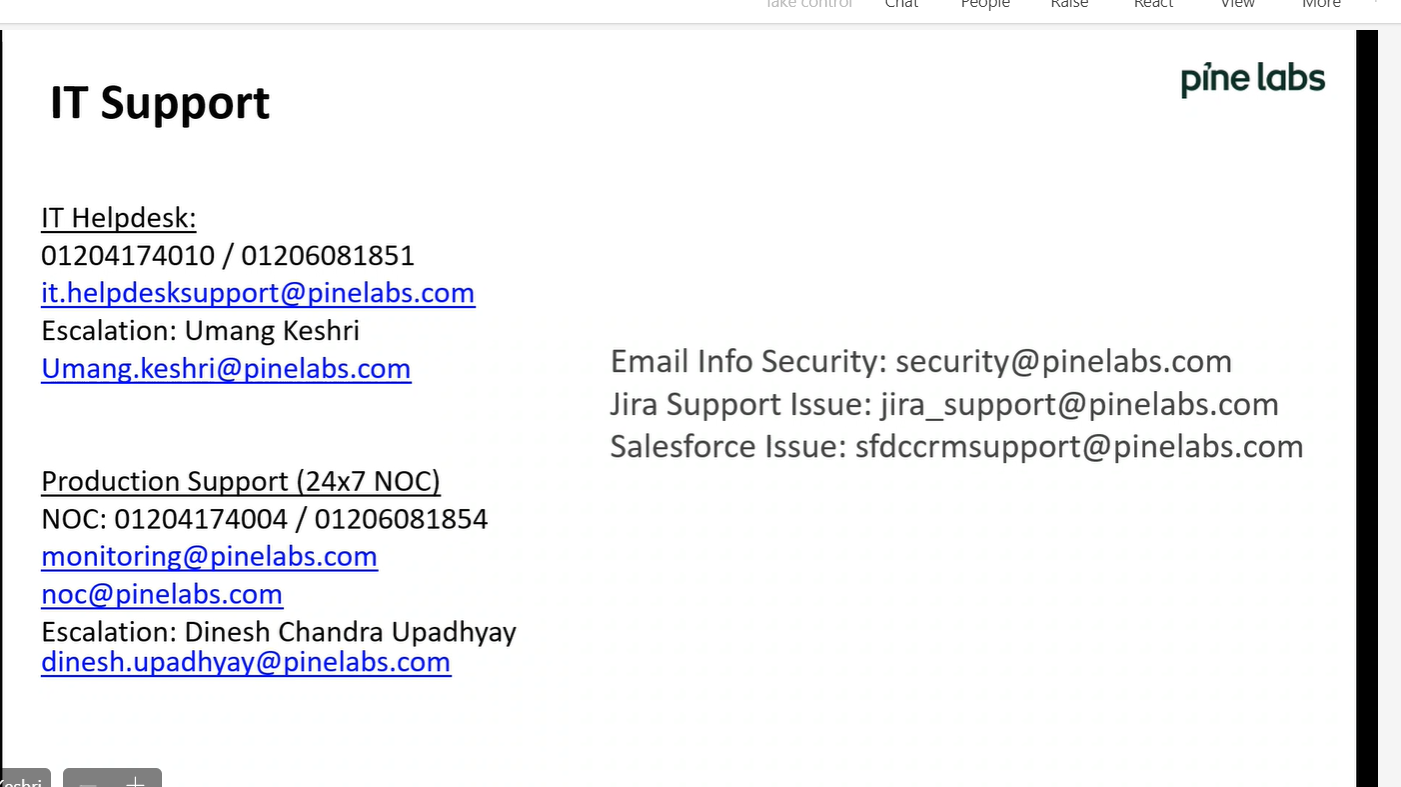 Take control Chat People Raise React View More
pine labs
IT Support
IT Helpdesk:
01204174010 / 01206081851
it.helpdesksupport@pinelabs.com
Escalation: Umang Keshri
Umang.keshri@pinelabs.com
Production Support (24x7 NOC)
NOC: 01204174004 / 01206081854
monitoring@pinelabs.com
noc@pinelabs.com
Escalation: Dinesh Chandra Upadhyay
dinesh.upadhyay@pinelabs.com
Email Info Security: security@pinelabs.com
Jira Support Issue: jira_support@pinelabs.com
Salesforce Issue: sfdccrmsupport@pinelabs.com